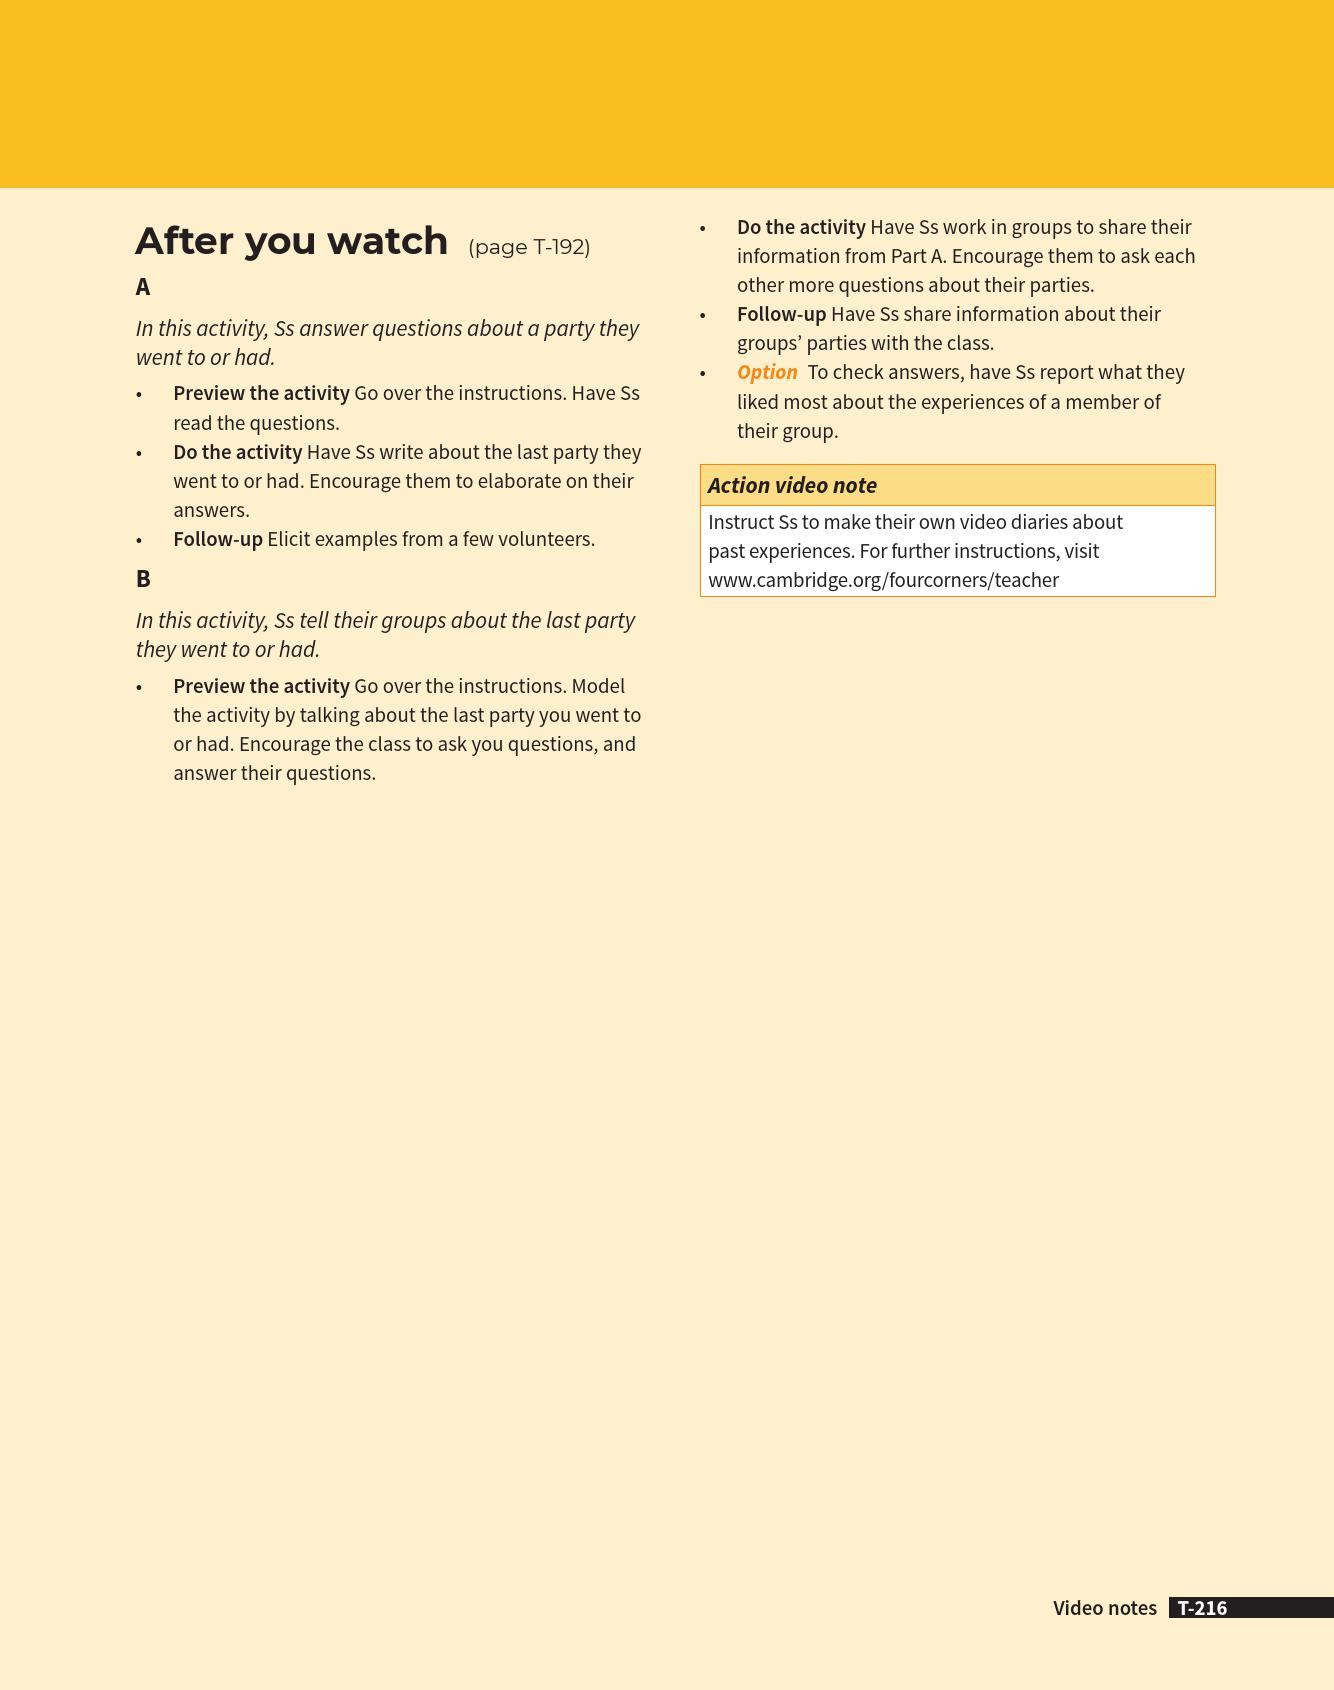 After you watch (page T-192)
A
In this activity, Ss answer questions about a party they
went to or had.
• Preview the activity Go over the instructions. Have Ss
read the questions.
• Do the activity Have Ss write about the last party they
went to or had. Encourage them to elaborate on their
answers.
• Follow-up Elicit examples from a few volunteers.
B
In this activity, Ss tell their groups about the last party
they went to or had.
• Preview the activity Go over the instructions. Model
the activity by talking about the last party you went to
or had. Encourage the class to ask you questions, and
answer their questions.
• Do the activity Have Ss work in groups to share their
information from Part A. Encourage them to ask each
other more questions about their parties.
• Follow-up Have Ss share information about their
groups’ parties with the class.
• Option To check answers, have Ss report what they
liked most about the experiences of a member of
their group.
Action video note
Instruct Ss to make their own video diaries about
past experiences. For further instructions, visit
www.cambridge.org/fourcorners/teacher
Video notes T-216